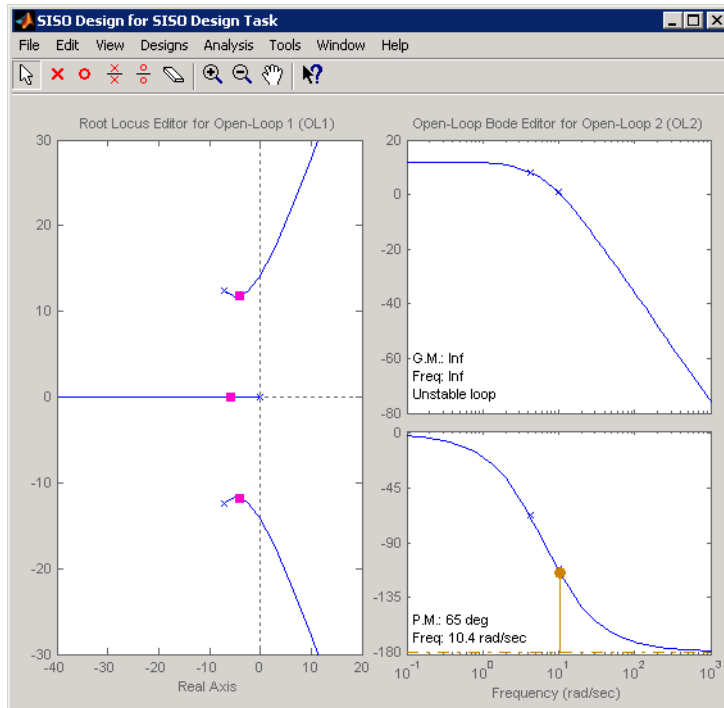 SISO Design for SISO Design Task
File Edit View Designs Analysis Tools Window Help
Root Locus Editor for Open-Loop 1 (OL1)
30
20
10
0
-10
-20
-30
-40 -30 -20 -10 0 10 20
Real Axis
Open-Loop Bode Editor for Open-Loop 2 (OL2)
20
0
-20
-40
-60
-80
G.M.: Inf
Freq: Inf
Unstable loop
0
-45
-90
-135
-180
P.M.: 65 deg
Freq: 10.4 rad/sec
10^-1 10^0 10^1 10^2 10^3
Frequency (rad/sec)